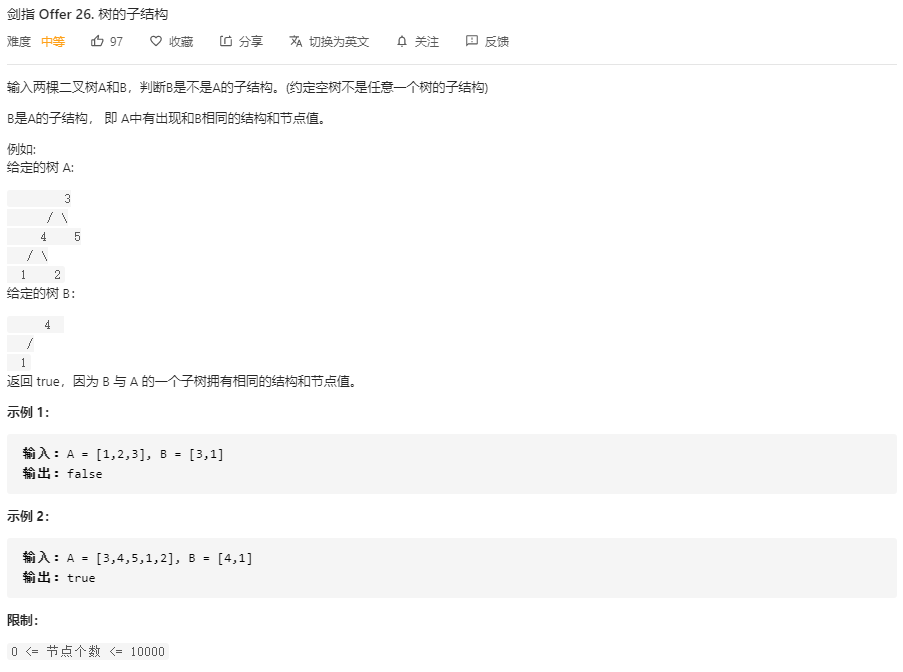 剑指 Offer 26. 树的子结构
难度 中等 97 收藏 分享 切换为英文 关注 反馈
输入两棵二叉树A和B，判断B是不是A的子结构。(约定空树不是任意一个树的子结构)
B是A的子结构， 即 A中有出现和B相同的结构和节点值。
例如:
给定的树 A:
3
/ \
4 5
/ \
1 2
给定的树 B：
4
/
1
返回 true，因为 B 与 A 的一个子树拥有相同的结构和节点值。
示例 1：
输入：A = [1,2,3], B = [3,1]
输出：false
示例 2：
输入：A = [3,4,5,1,2], B = [4,1]
输出：true
限制：
0 <= 节点个数 <= 10000